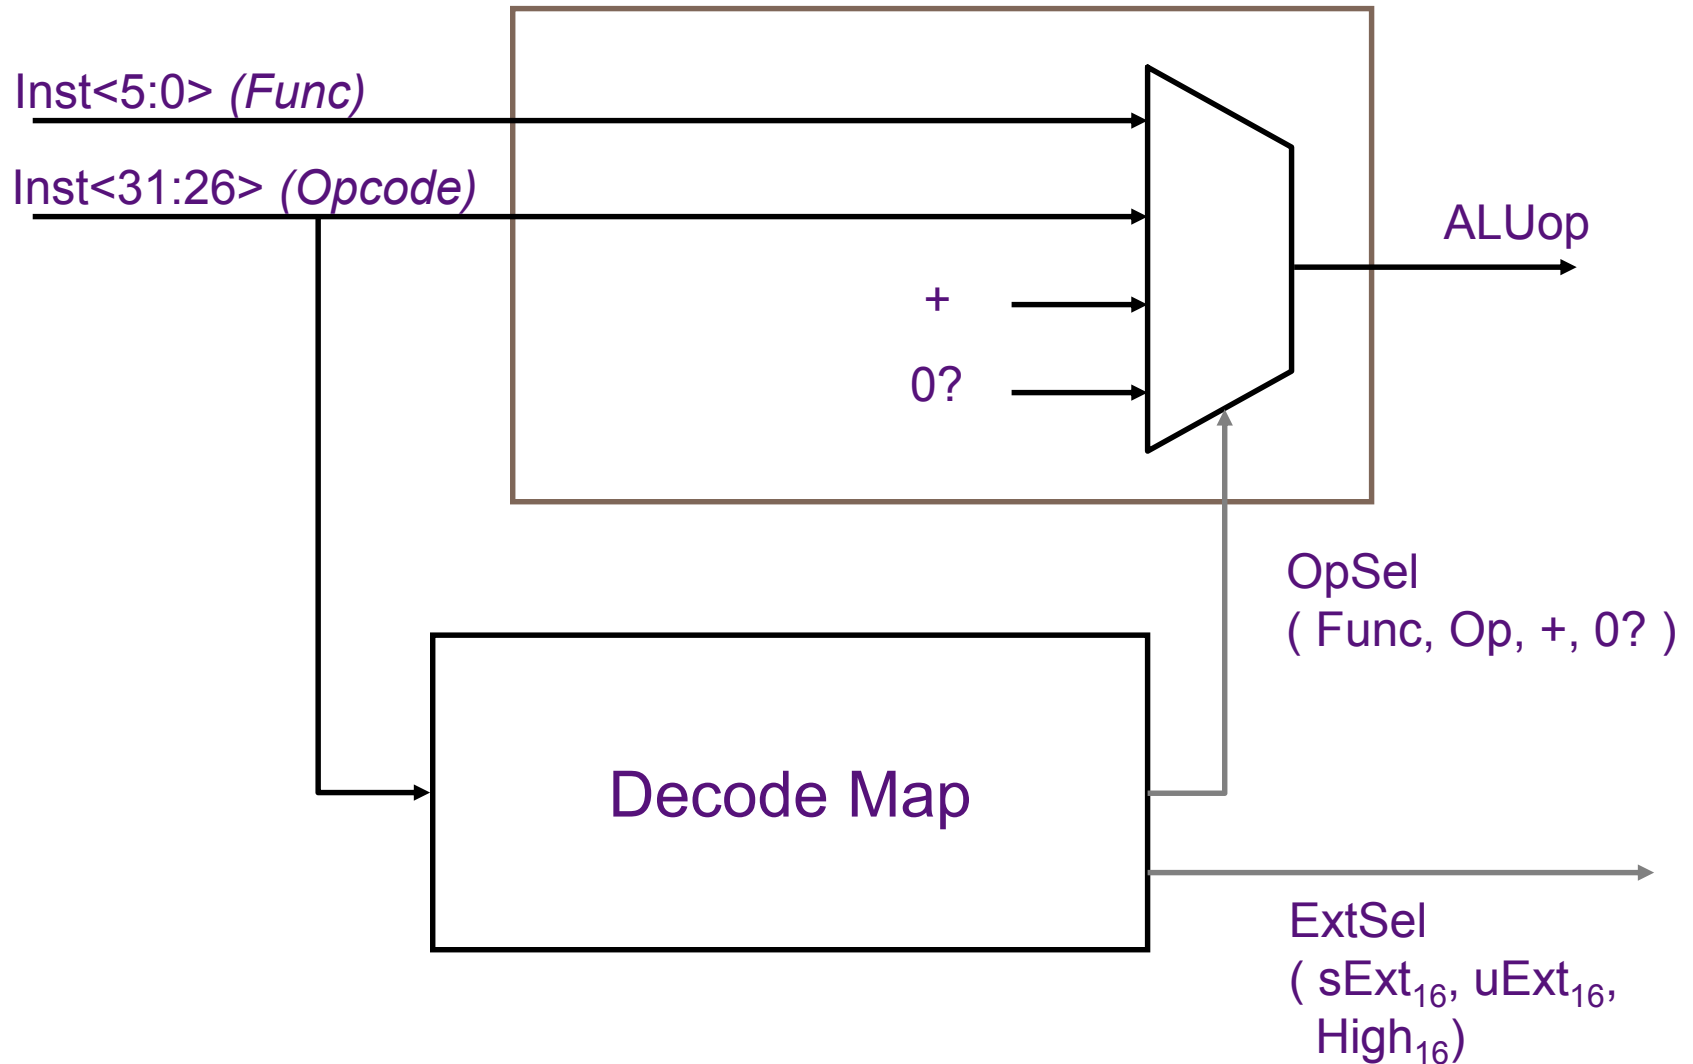 Inst<5:0> (Func)
Inst<31:26> (Opcode)
ALUop
+
0?
OpSel
( Func, Op, +, 0? )
Decode Map
ExtSel
( sExt16, uExt16,
High16)